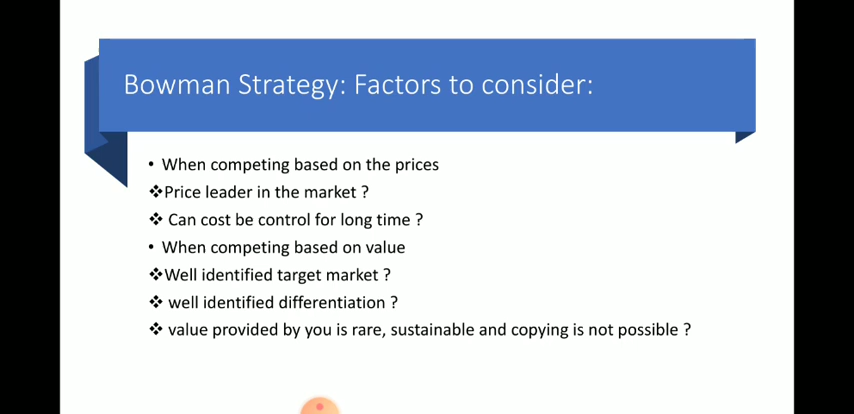 Bowman Strategy: Factors to consider:
• When competing based on the prices
❖Price leader in the market ?
❖ Can cost be control for long time ?
• When competing based on value
❖Well identified target market ?
❖ well identified differentiation ?
❖ value provided by you is rare, sustainable and copying is not possible ?